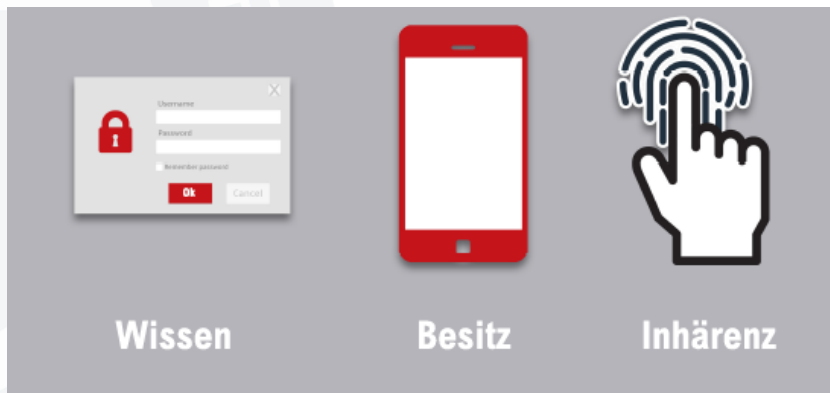 Username
Password
Remember password
Ok Cancel
Wissen Besitz Inhärenz